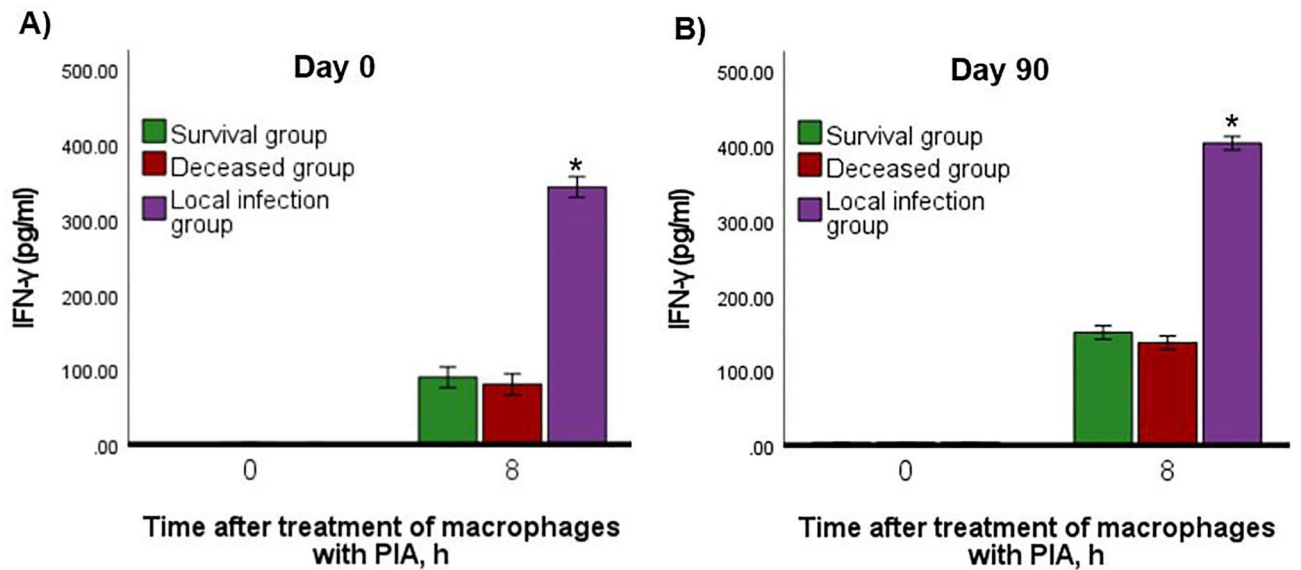 A)
Day 0
500.00
400.00
300.00
200.00
100.00
.00
IFN-γ (pg/ml)
Survival group
Deceased group
Local infection
group
*
0
8
Time after treatment of macrophages
with PIA, h
B)
Day 90
500.00
400.00
300.00
200.00
100.00
.00
IFN-γ (pg/ml)
Survival group
Deceased group
Local infection
group
*
0
8
Time after treatment of macrophages
with PIA, h